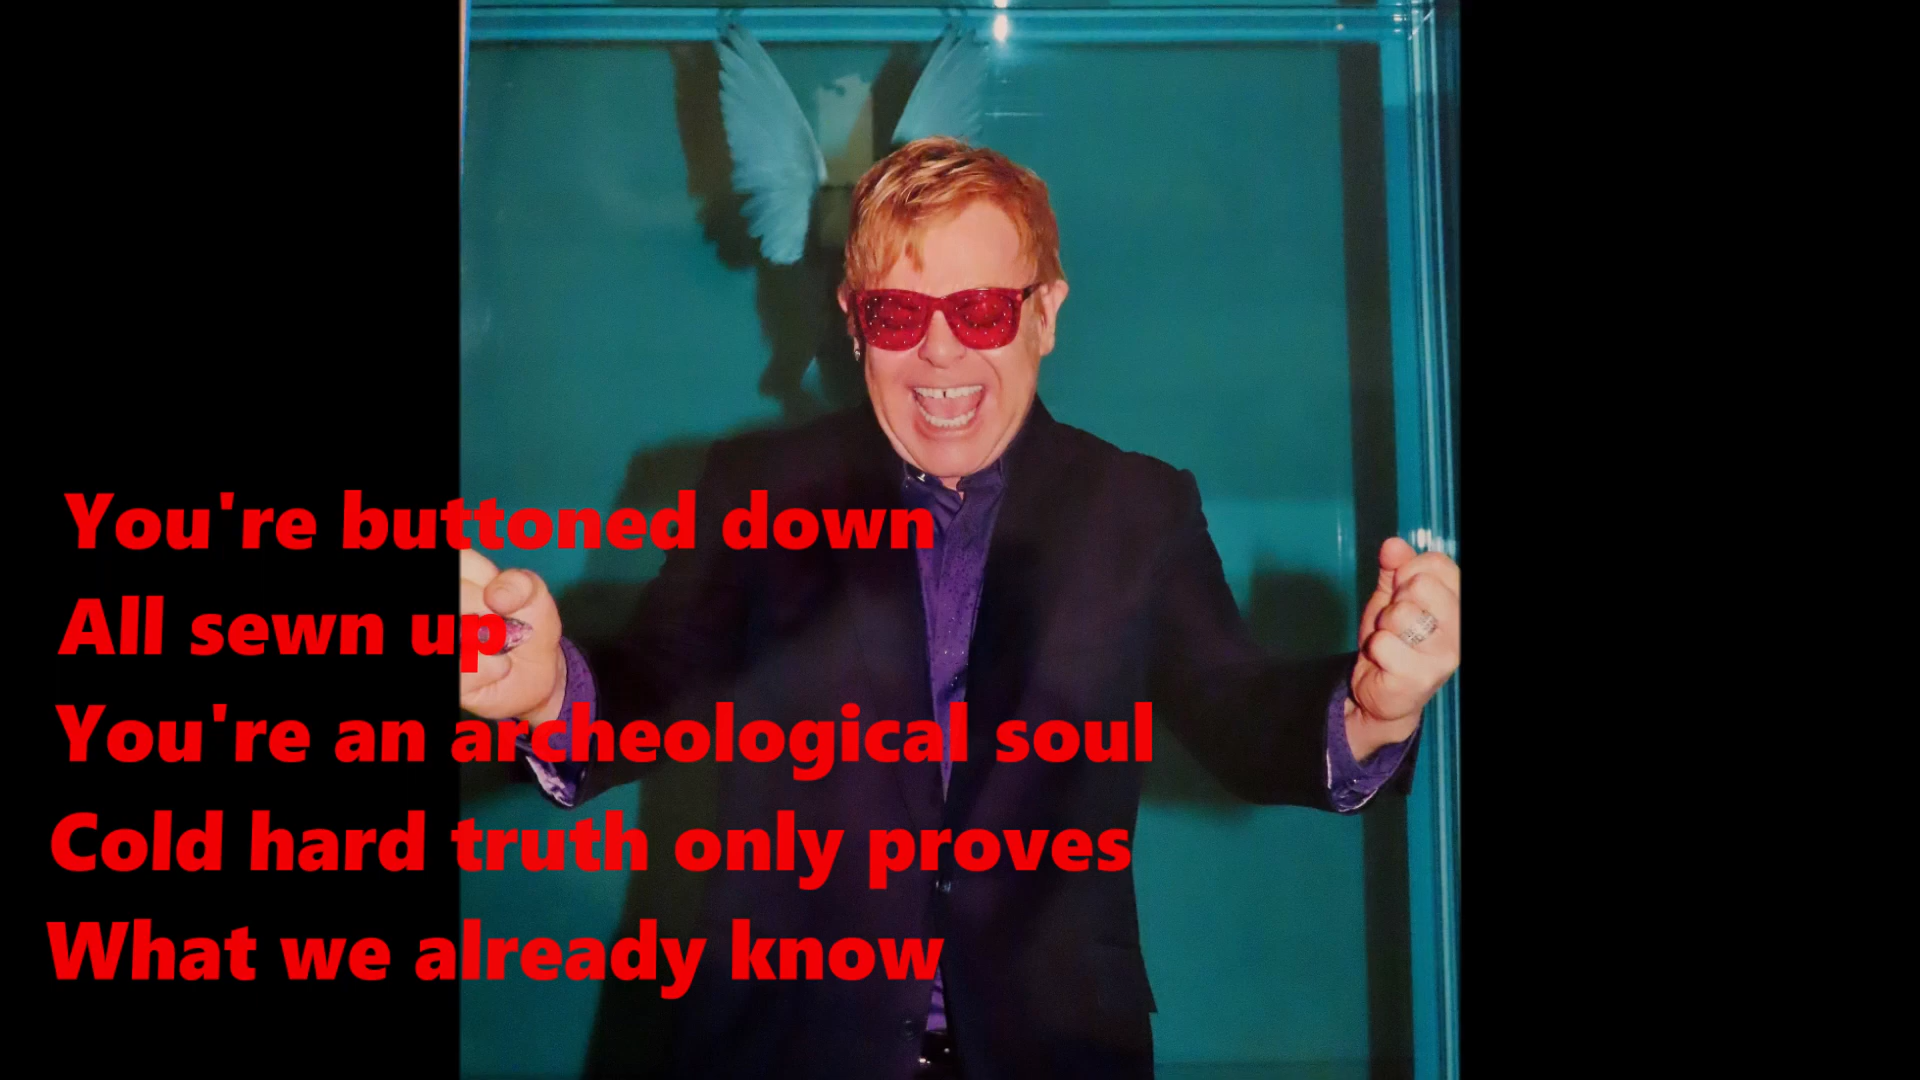 You're buttoned down
All sewn up
You're an archeological soul
Cold hard truth only proves
What we already know